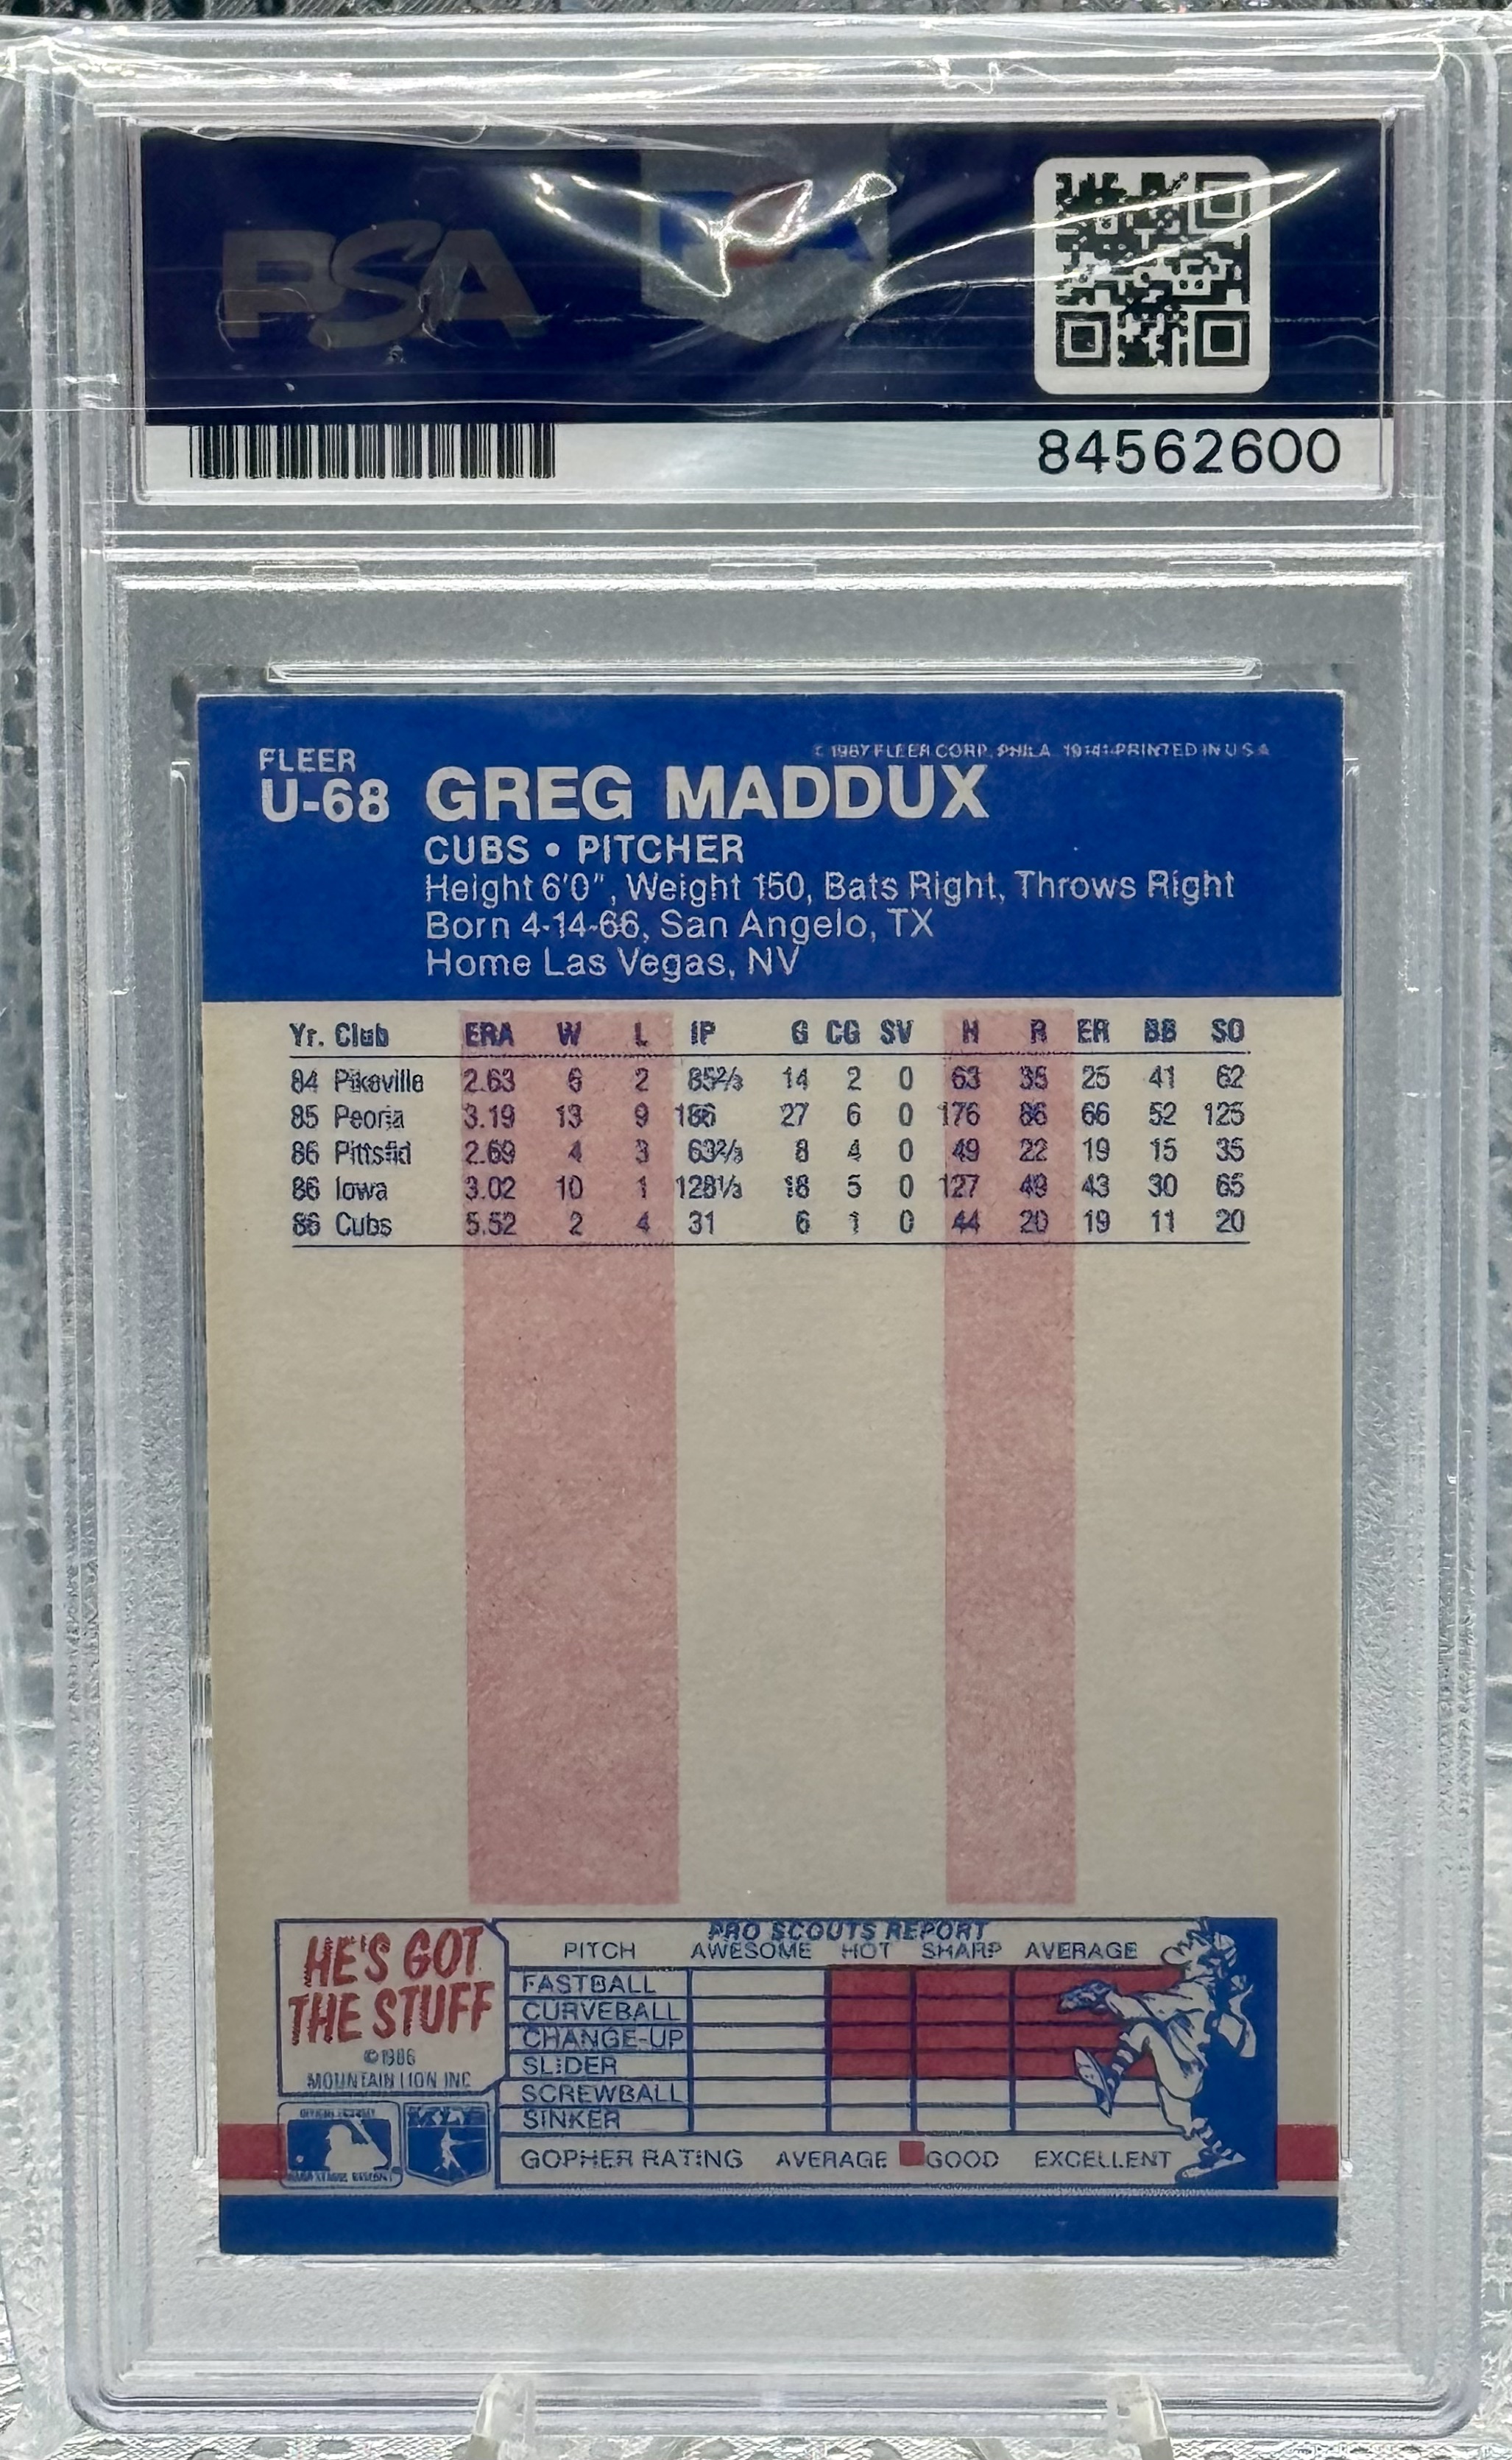 PSA
PSA
84562600
FLEER
© 1987 FLEER CORP. PHILA. 19141 PRINTED IN U S A
U-68 GREG MADDUX
CUBS • PITCHER
Height 6'0", Weight 150, Bats Right, Throws Right
Born 4-14-66, San Angelo, TX
Home Las Vegas, NV
Yr. Club ERA W L IP G CG SV H R ER BB SO
84 Pikeville 2.63 6 2 85⅔ 14 2 0 63 35 25 41 62
85 Peoria 3.19 13 9 186 27 6 0 176 86 66 52 125
86 Pittsfld 2.69 4 3 63⅔ 8 4 0 49 22 19 15 35
86 Iowa 3.02 10 1 128⅓ 18 5 0 127 49 43 30 65
86 Cubs 5.52 2 4 31 6 1 0 44 20 19 11 20
HE'S GOT
THE STUFF
©1986
MOUNTAIN LION INC
PRO SCOUTS REPORT
PITCH AWESOME HOT SHARP AVERAGE
FASTBALL
CURVEBALL
CHANGE-UP
SLIDER
SCREWBALL
SINKER
GOPHER RATING AVERAGE GOOD EXCELLENT